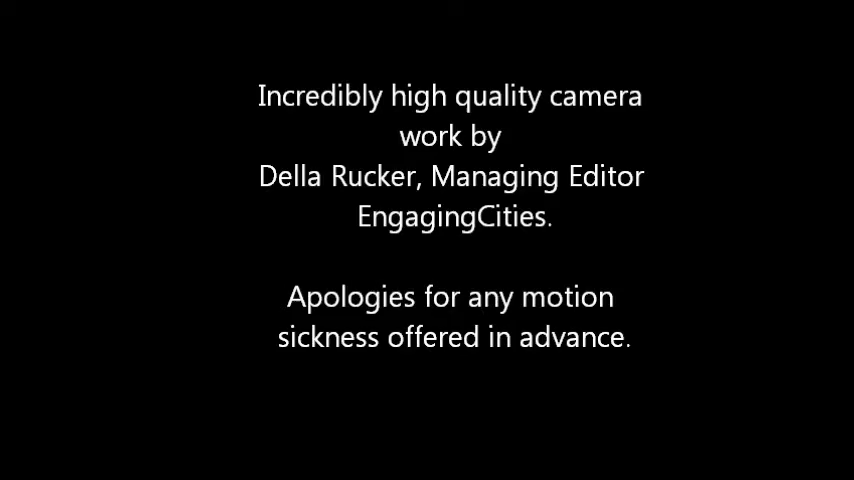 Incredibly high quality camera
work by
Della Rucker, Managing Editor
EngagingCities.
Apologies for any motion
sickness offered in advance.